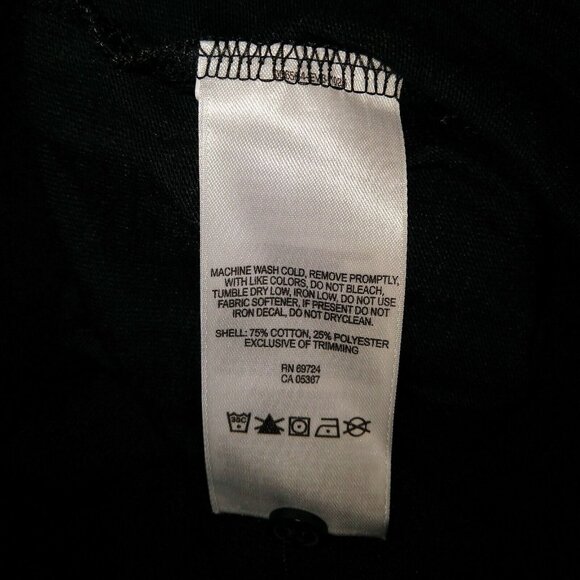 MACHINE WASH COLD, REMOVE PROMPTLY,
WITH LIKE COLORS, DO NOT BLEACH,
TUMBLE DRY LOW, IRON LOW, DO NOT USE
FABRIC SOFTENER, IF PRESENT DO NOT
IRON DECAL, DO NOT DRYCLEAN.
SHELL: 75% COTTON, 25% POLYESTER
EXCLUSIVE OF TRIMMING
RN 69724
CA 05367
30C